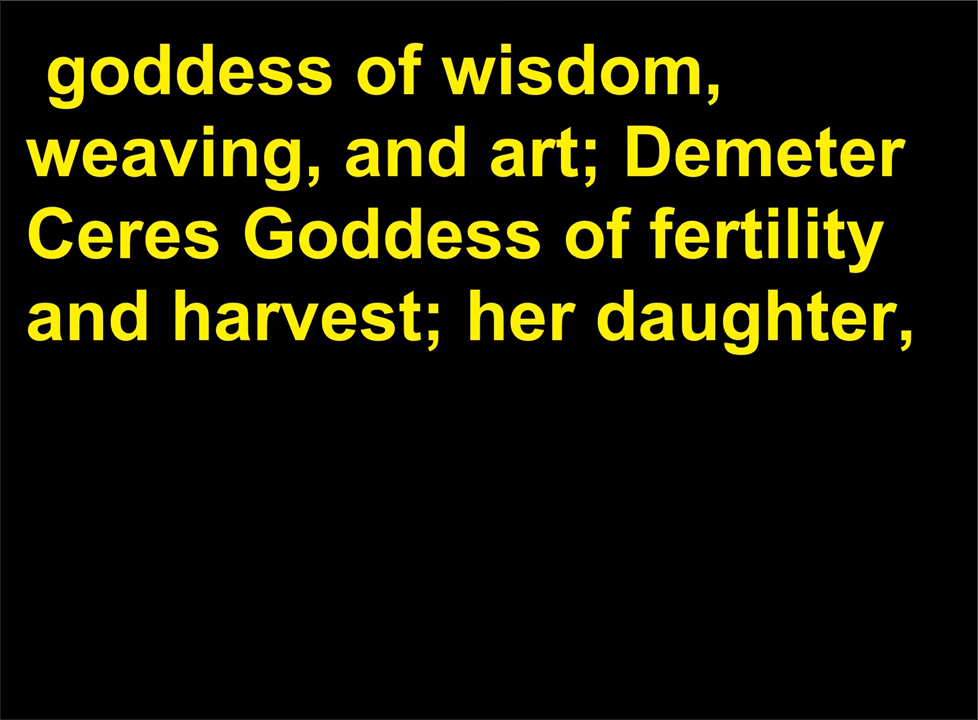 goddess of wisdom,
weaving, and art; Demeter
Ceres Goddess of fertility
and harvest; her daughter,